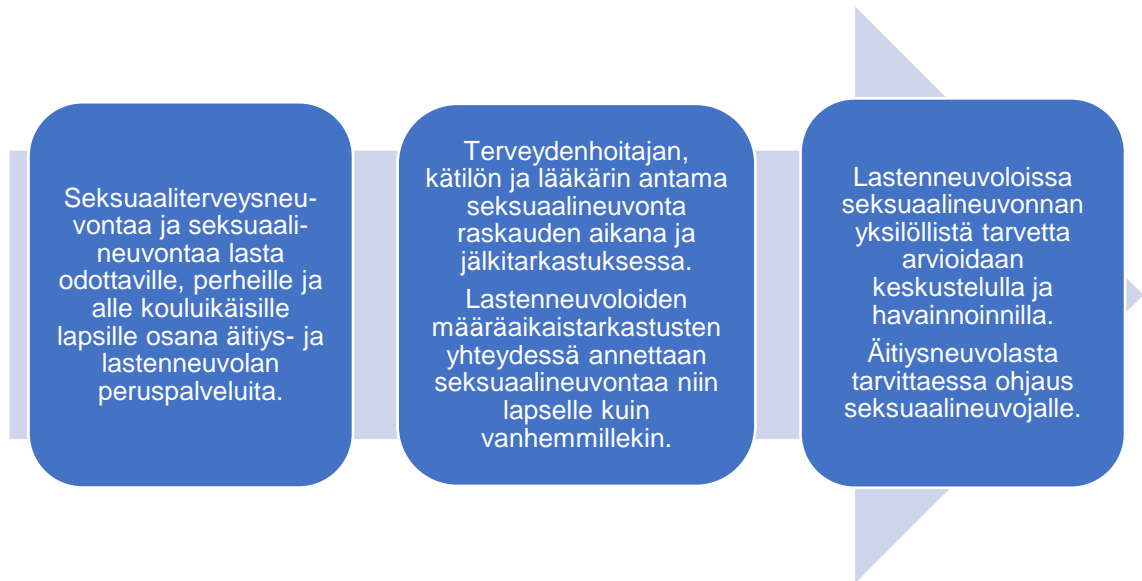 Seksuaaliterveysneu-
vontaa ja seksuaali-
neuvontaa lasta
odottaville, perheille ja
alle kouluikäisille
lapsille osana äitiys- ja
lastenneuvolan
peruspalveluita.
Terveydenhoitajan,
kätilön ja lääkärin antama
seksuaalineuvonta
raskauden aikana ja
jälkitarkastuksessa.
Lastenneuvoloiden
määräaikaistarkastusten
yhteydessä annettaan
seksuaalineuvontaa niin
lapselle kuin
vanhemmillekin.
Lastenneuvoloissa
seksuaalineuvonnan
yksilöllistä tarvetta
arvioidaan
keskustelulla ja
havainnoinnilla.
Äitiysneuvolasta
tarvittaessa ohjaus
seksuaalineuvojalle.